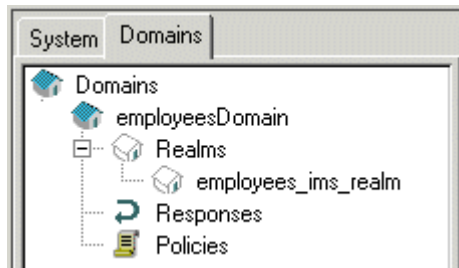 System Domains
Domains
employeesDomain
Realms
employees_ims_realm
Responses
Policies